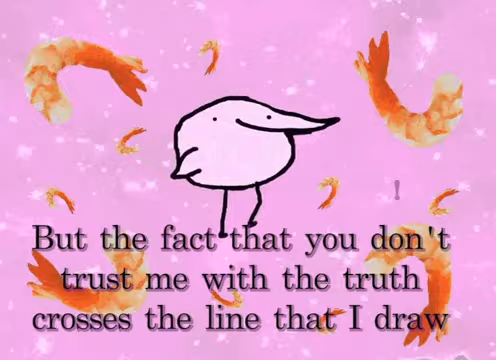 !
But the fact that you don't
trust me with the truth
crosses the line that I draw